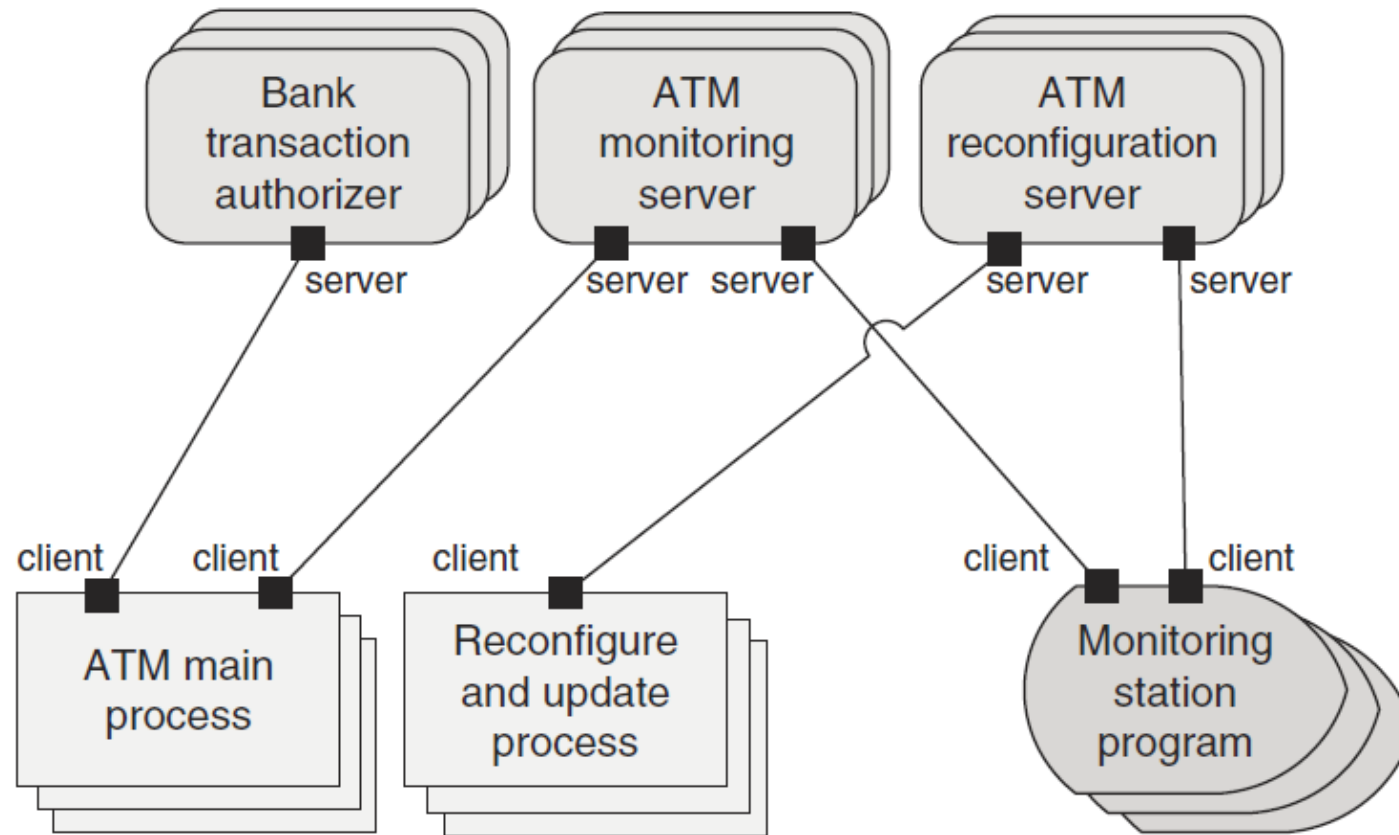 Bank
transaction
authorizer
ATM
monitoring
server
ATM
reconfiguration
server
server
server
server
server
server
client
client
client
client
client
ATM main
process
Reconfigure
and update
process
Monitoring
station
program